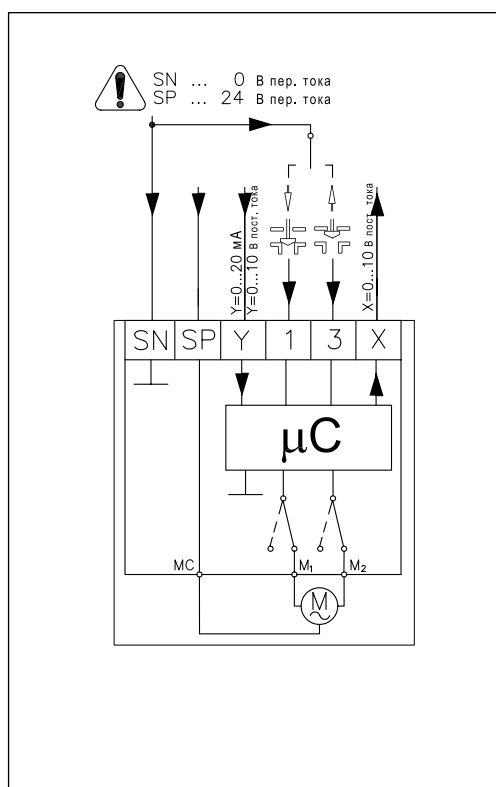 SN ... 0 В пер. тока
SP ... 24 В пер. тока
Y=0...20 мА
Y=0...10 В пост. тока
X=0...10 В пост. тока
SN SP Y 1 3 X
µC
MC M₁ M₂
M